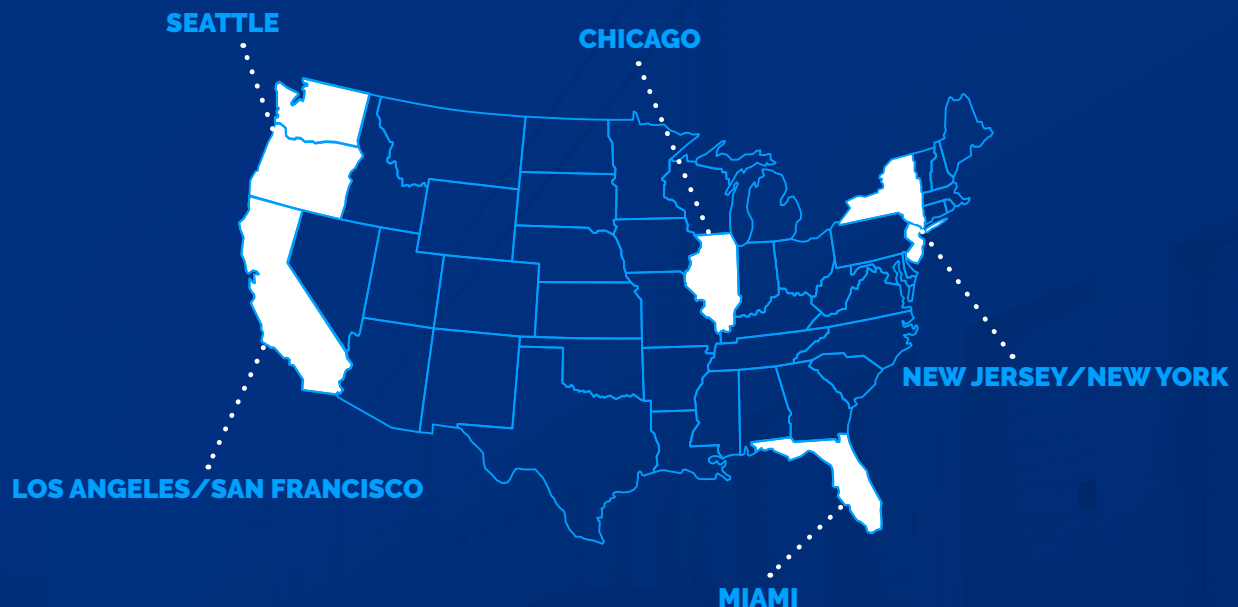 SEATTLE
CHICAGO
NEW JERSEY/NEW YORK
LOS ANGELES/SAN FRANCISCO
MIAMI